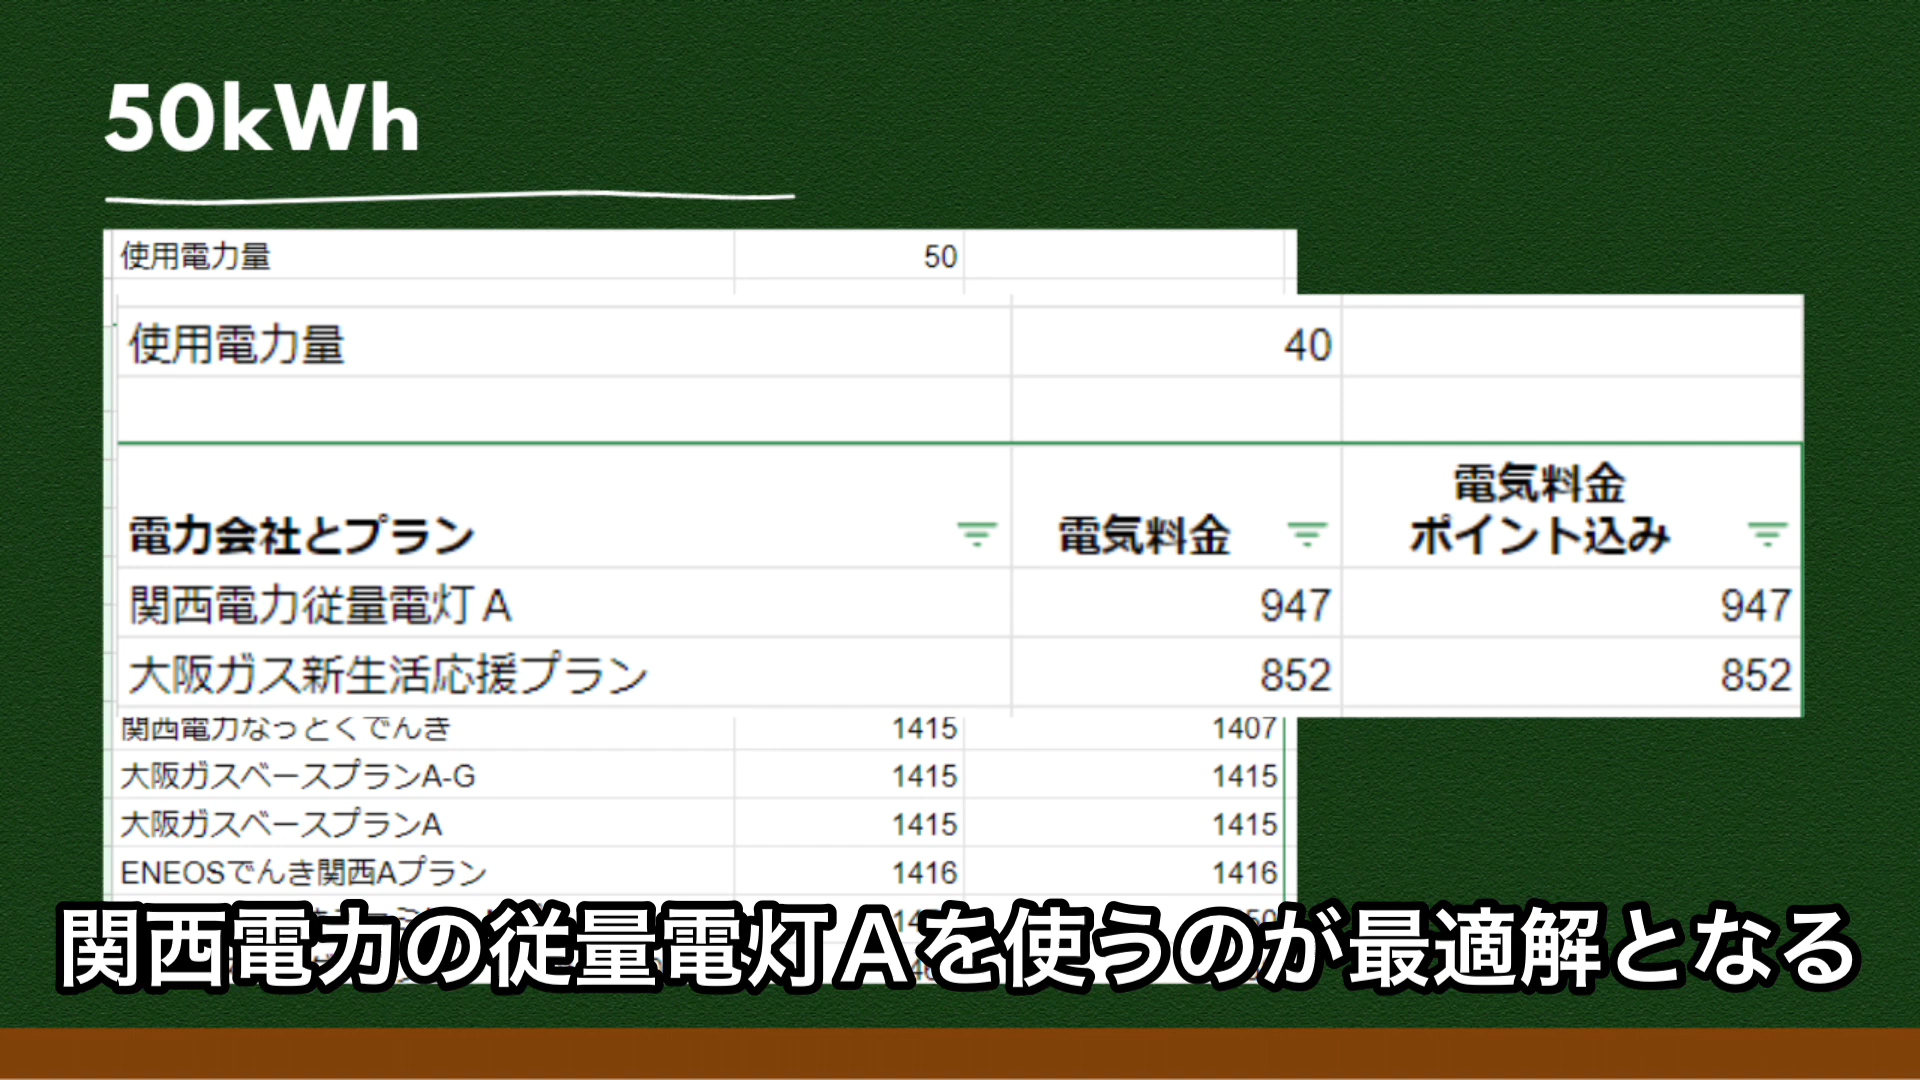 50kWh
使用電力量 50
使用電力量 40
電力会社とプラン 電気料金 電気料金
ポイント込み
関西電力従量電灯A 947 947
大阪ガス新生活応援プラン 852 852
関西電力なっとくでんき 1415 1407
大阪ガスベースプランA-G 1415 1415
大阪ガスベースプランA 1415 1415
ENEOSでんき関西Aプラン 1416 1416
関西電力の従量電灯Aを使うのが最適解となる